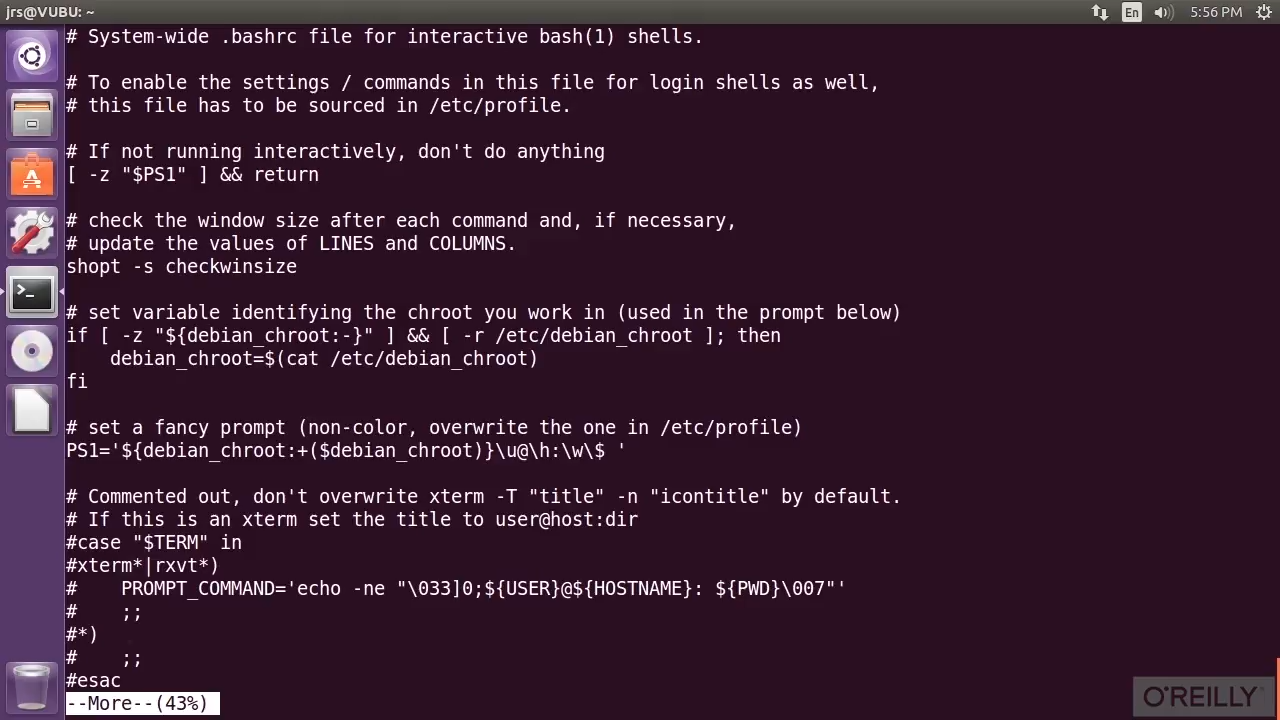 jrs@VUBU: ~
En
5:56 PM
# System-wide .bashrc file for interactive bash(1) shells.
# To enable the settings / commands in this file for login shells as well,
# this file has to be sourced in /etc/profile.
# If not running interactively, don't do anything
[ -z "$PS1" ] && return
# check the window size after each command and, if necessary,
# update the values of LINES and COLUMNS.
shopt -s checkwinsize
# set variable identifying the chroot you work in (used in the prompt below)
if [ -z "${debian_chroot:-}" ] && [ -r /etc/debian_chroot ]; then
    debian_chroot=$(cat /etc/debian_chroot)
fi
# set a fancy prompt (non-color, overwrite the one in /etc/profile)
PS1='${debian_chroot:+($debian_chroot)}\u@\h:\w\$ '
# Commented out, don't overwrite xterm -T "title" -n "icontitle" by default.
# If this is an xterm set the title to user@host:dir
#case "$TERM" in
#xterm*|rxvt*)
#    PROMPT_COMMAND='echo -ne "\033]0;${USER}@${HOSTNAME}: ${PWD}\007"'
#    ;;
#*)
#    ;;
#esac
--More--(43%)
O'REILLY